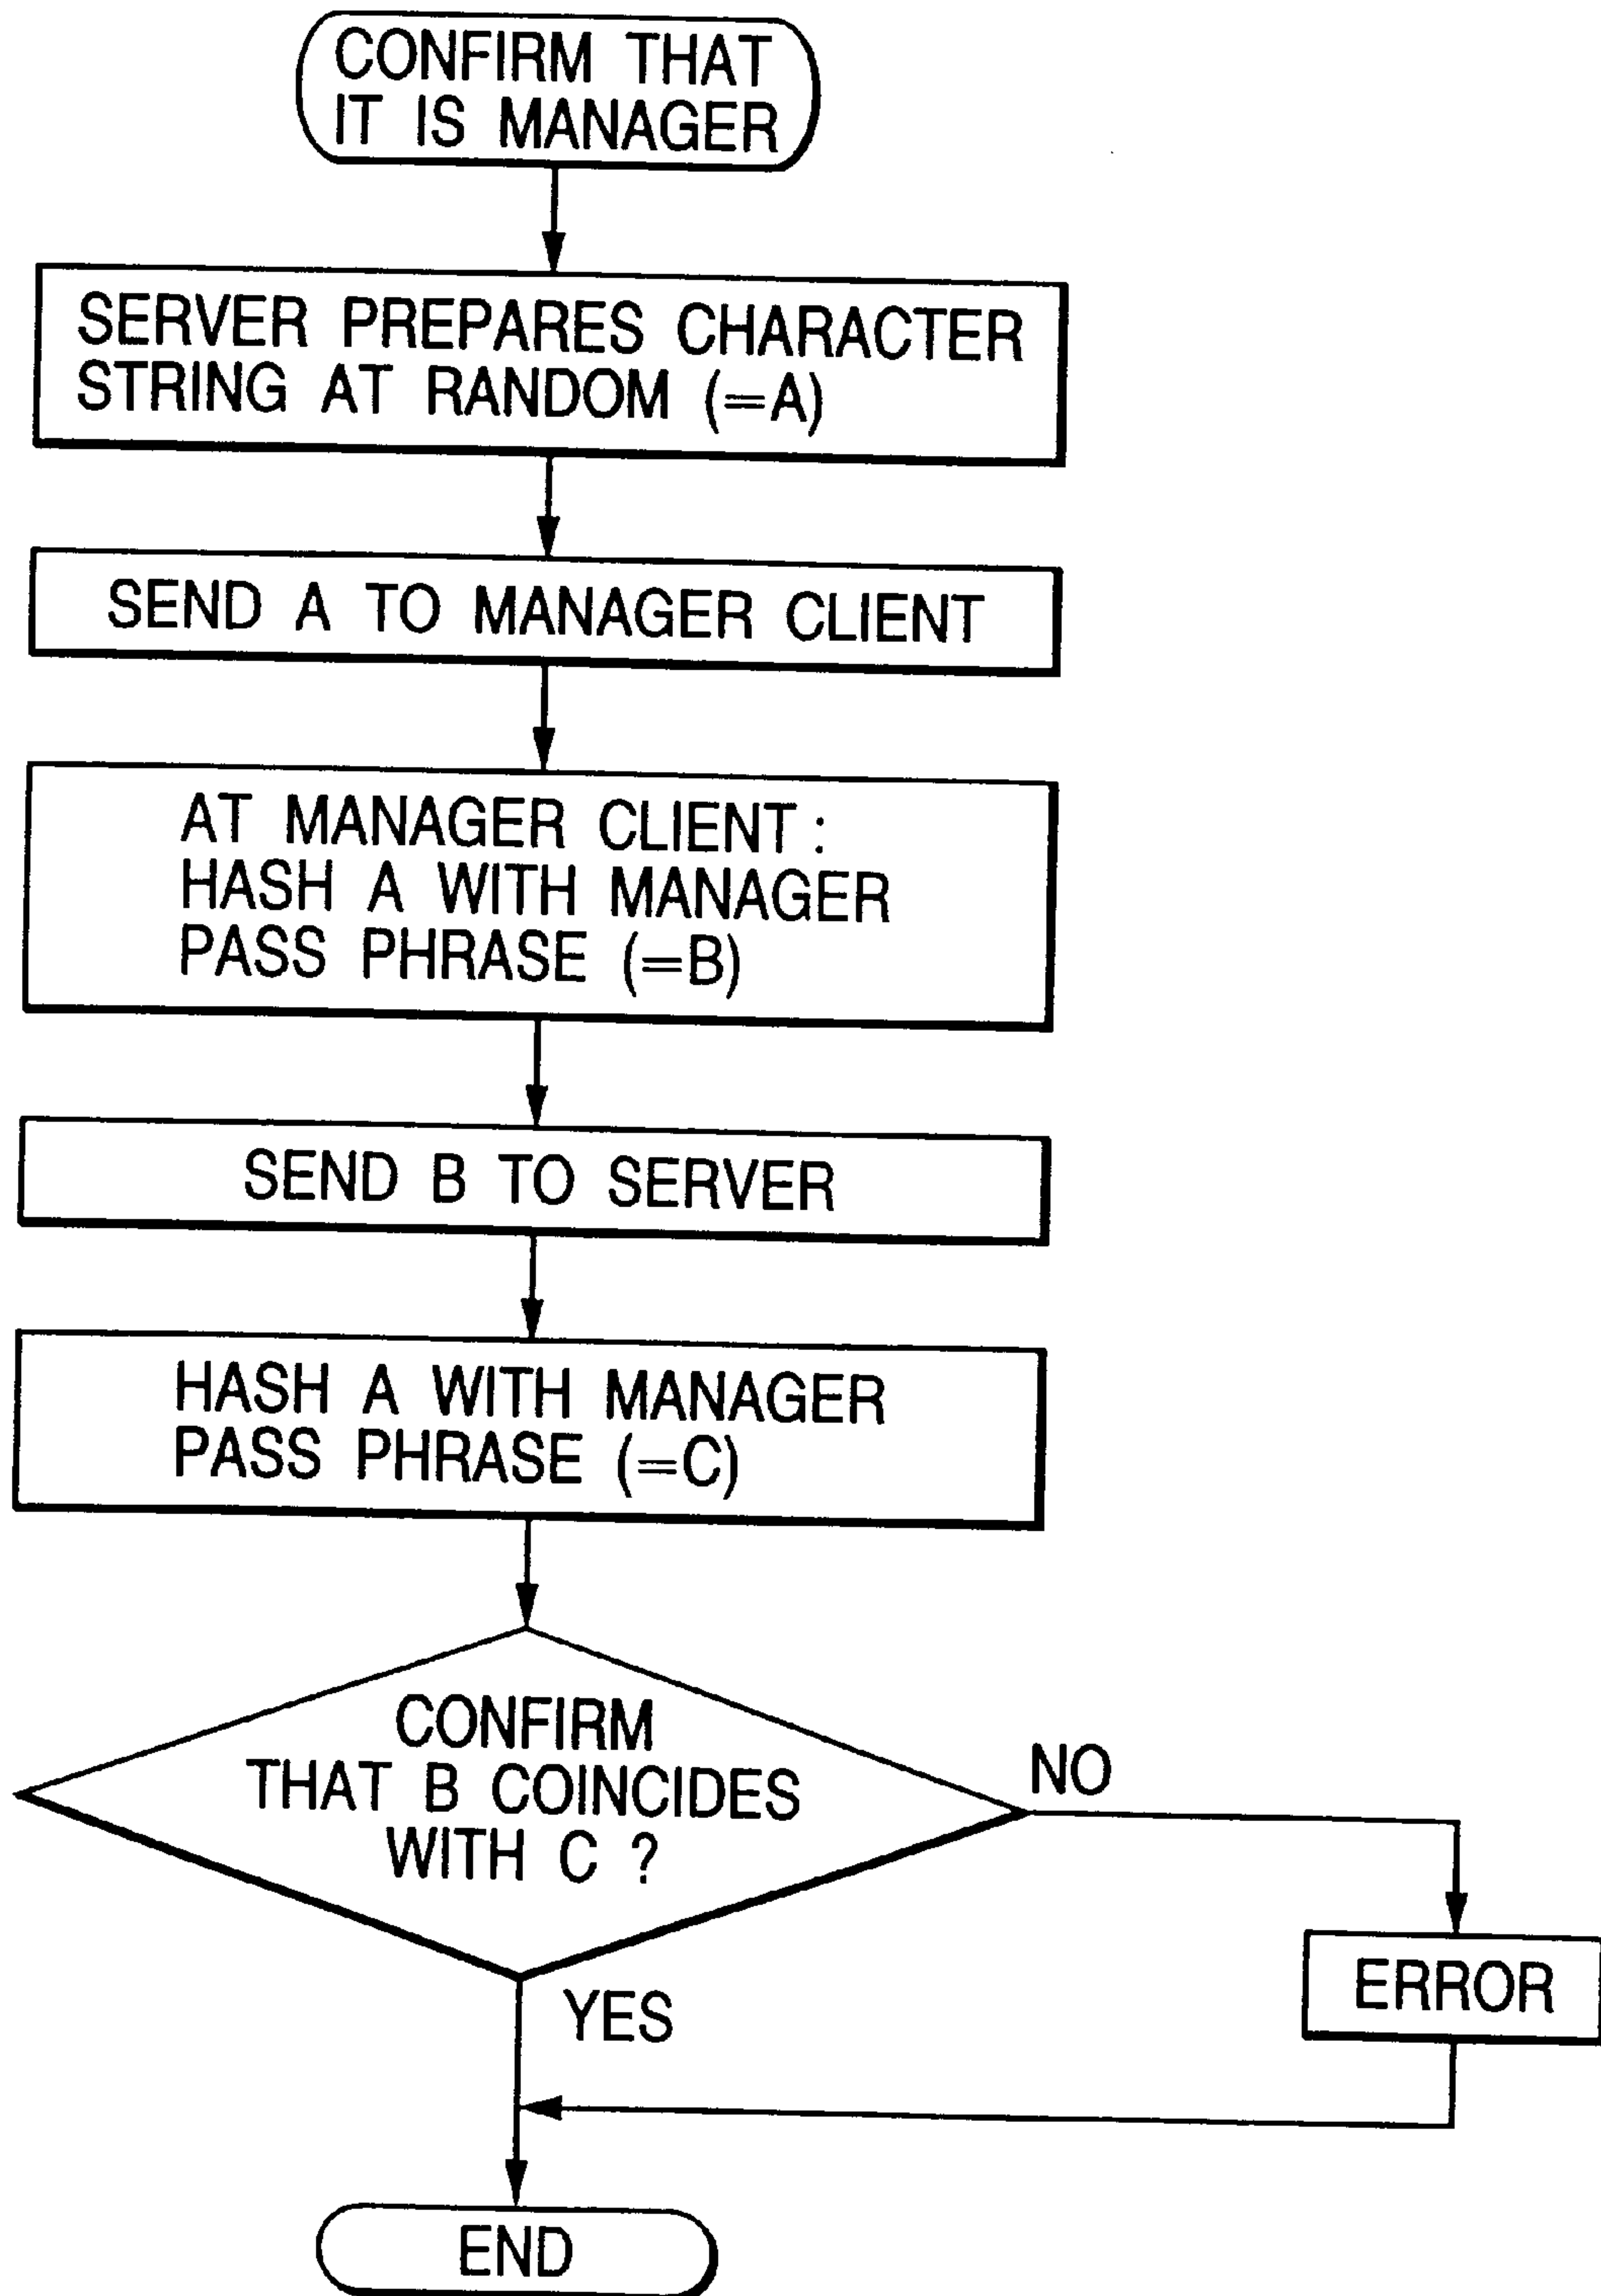 CONFIRM THAT
IT IS MANAGER
SERVER PREPARES CHARACTER
STRING AT RANDOM (=A)
SEND A TO MANAGER CLIENT
AT MANAGER CLIENT :
HASH A WITH MANAGER
PASS PHRASE (=B)
SEND B TO SERVER
HASH A WITH MANAGER
PASS PHRASE (=C)
CONFIRM
THAT B COINCIDES
WITH C ?
NO
ERROR
YES
END